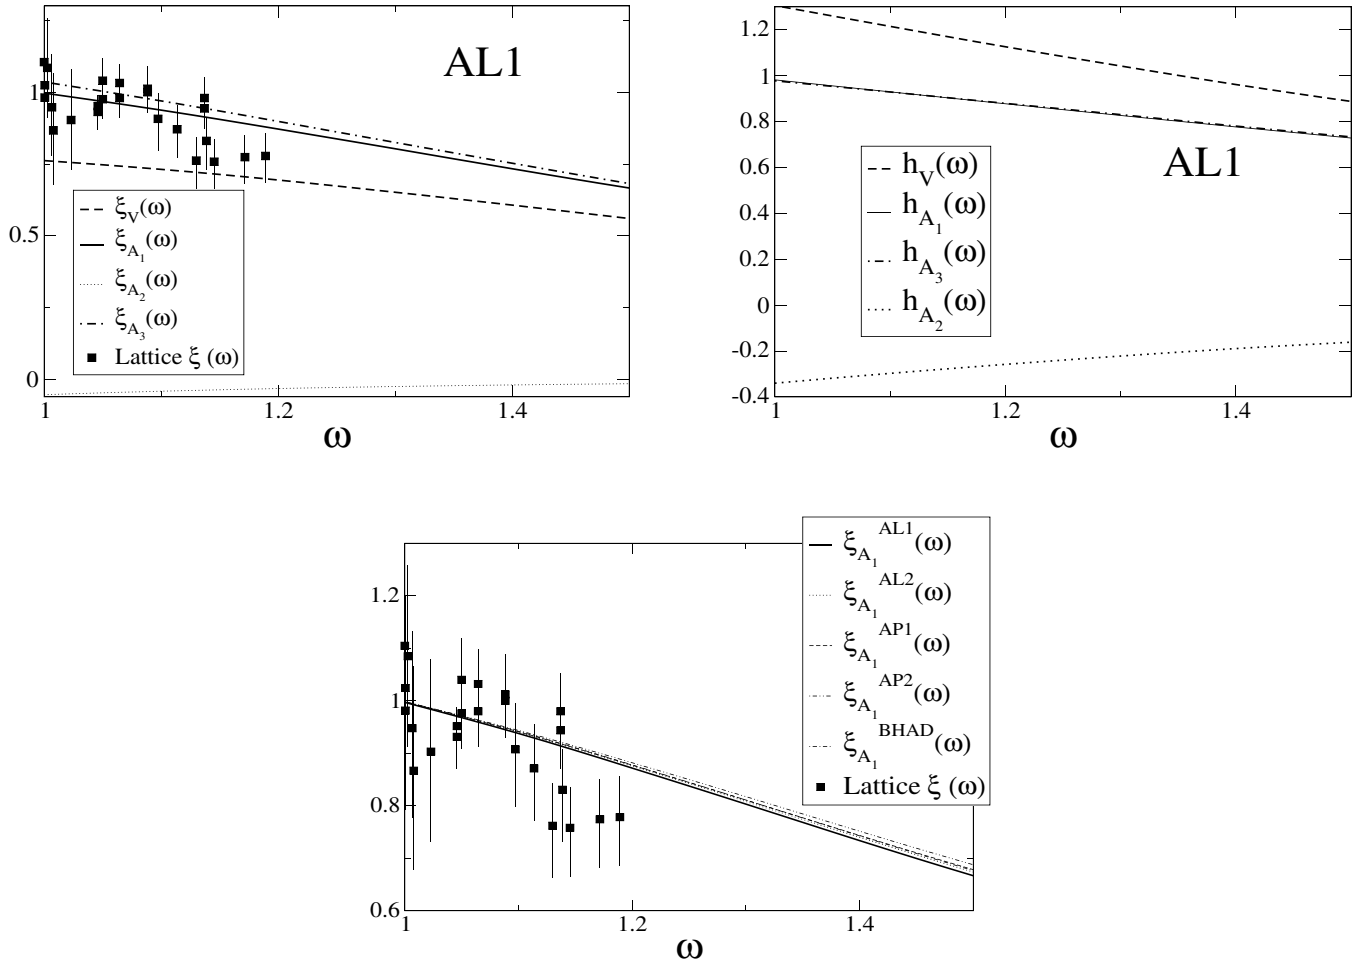 AL1
1
0.5
0
ξ_V(ω)
ξ_A₁(ω)
ξ_A₂(ω)
ξ_A₃(ω)
Lattice ξ (ω)
1 1.2 1.4
ω
1.2
1
0.8
0.6
0.4
0.2
0
-0.2
-0.4
AL1
h_V(ω)
h_A₁(ω)
h_A₃(ω)
h_A₂(ω)
1 1.2 1.4
ω
1.2
1
0.8
0.6
ξ_A₁^AL1(ω)
ξ_A₁^AL2(ω)
ξ_A₁^AP1(ω)
ξ_A₁^AP2(ω)
ξ_A₁^BHAD(ω)
Lattice ξ (ω)
1 1.2 1.4
ω